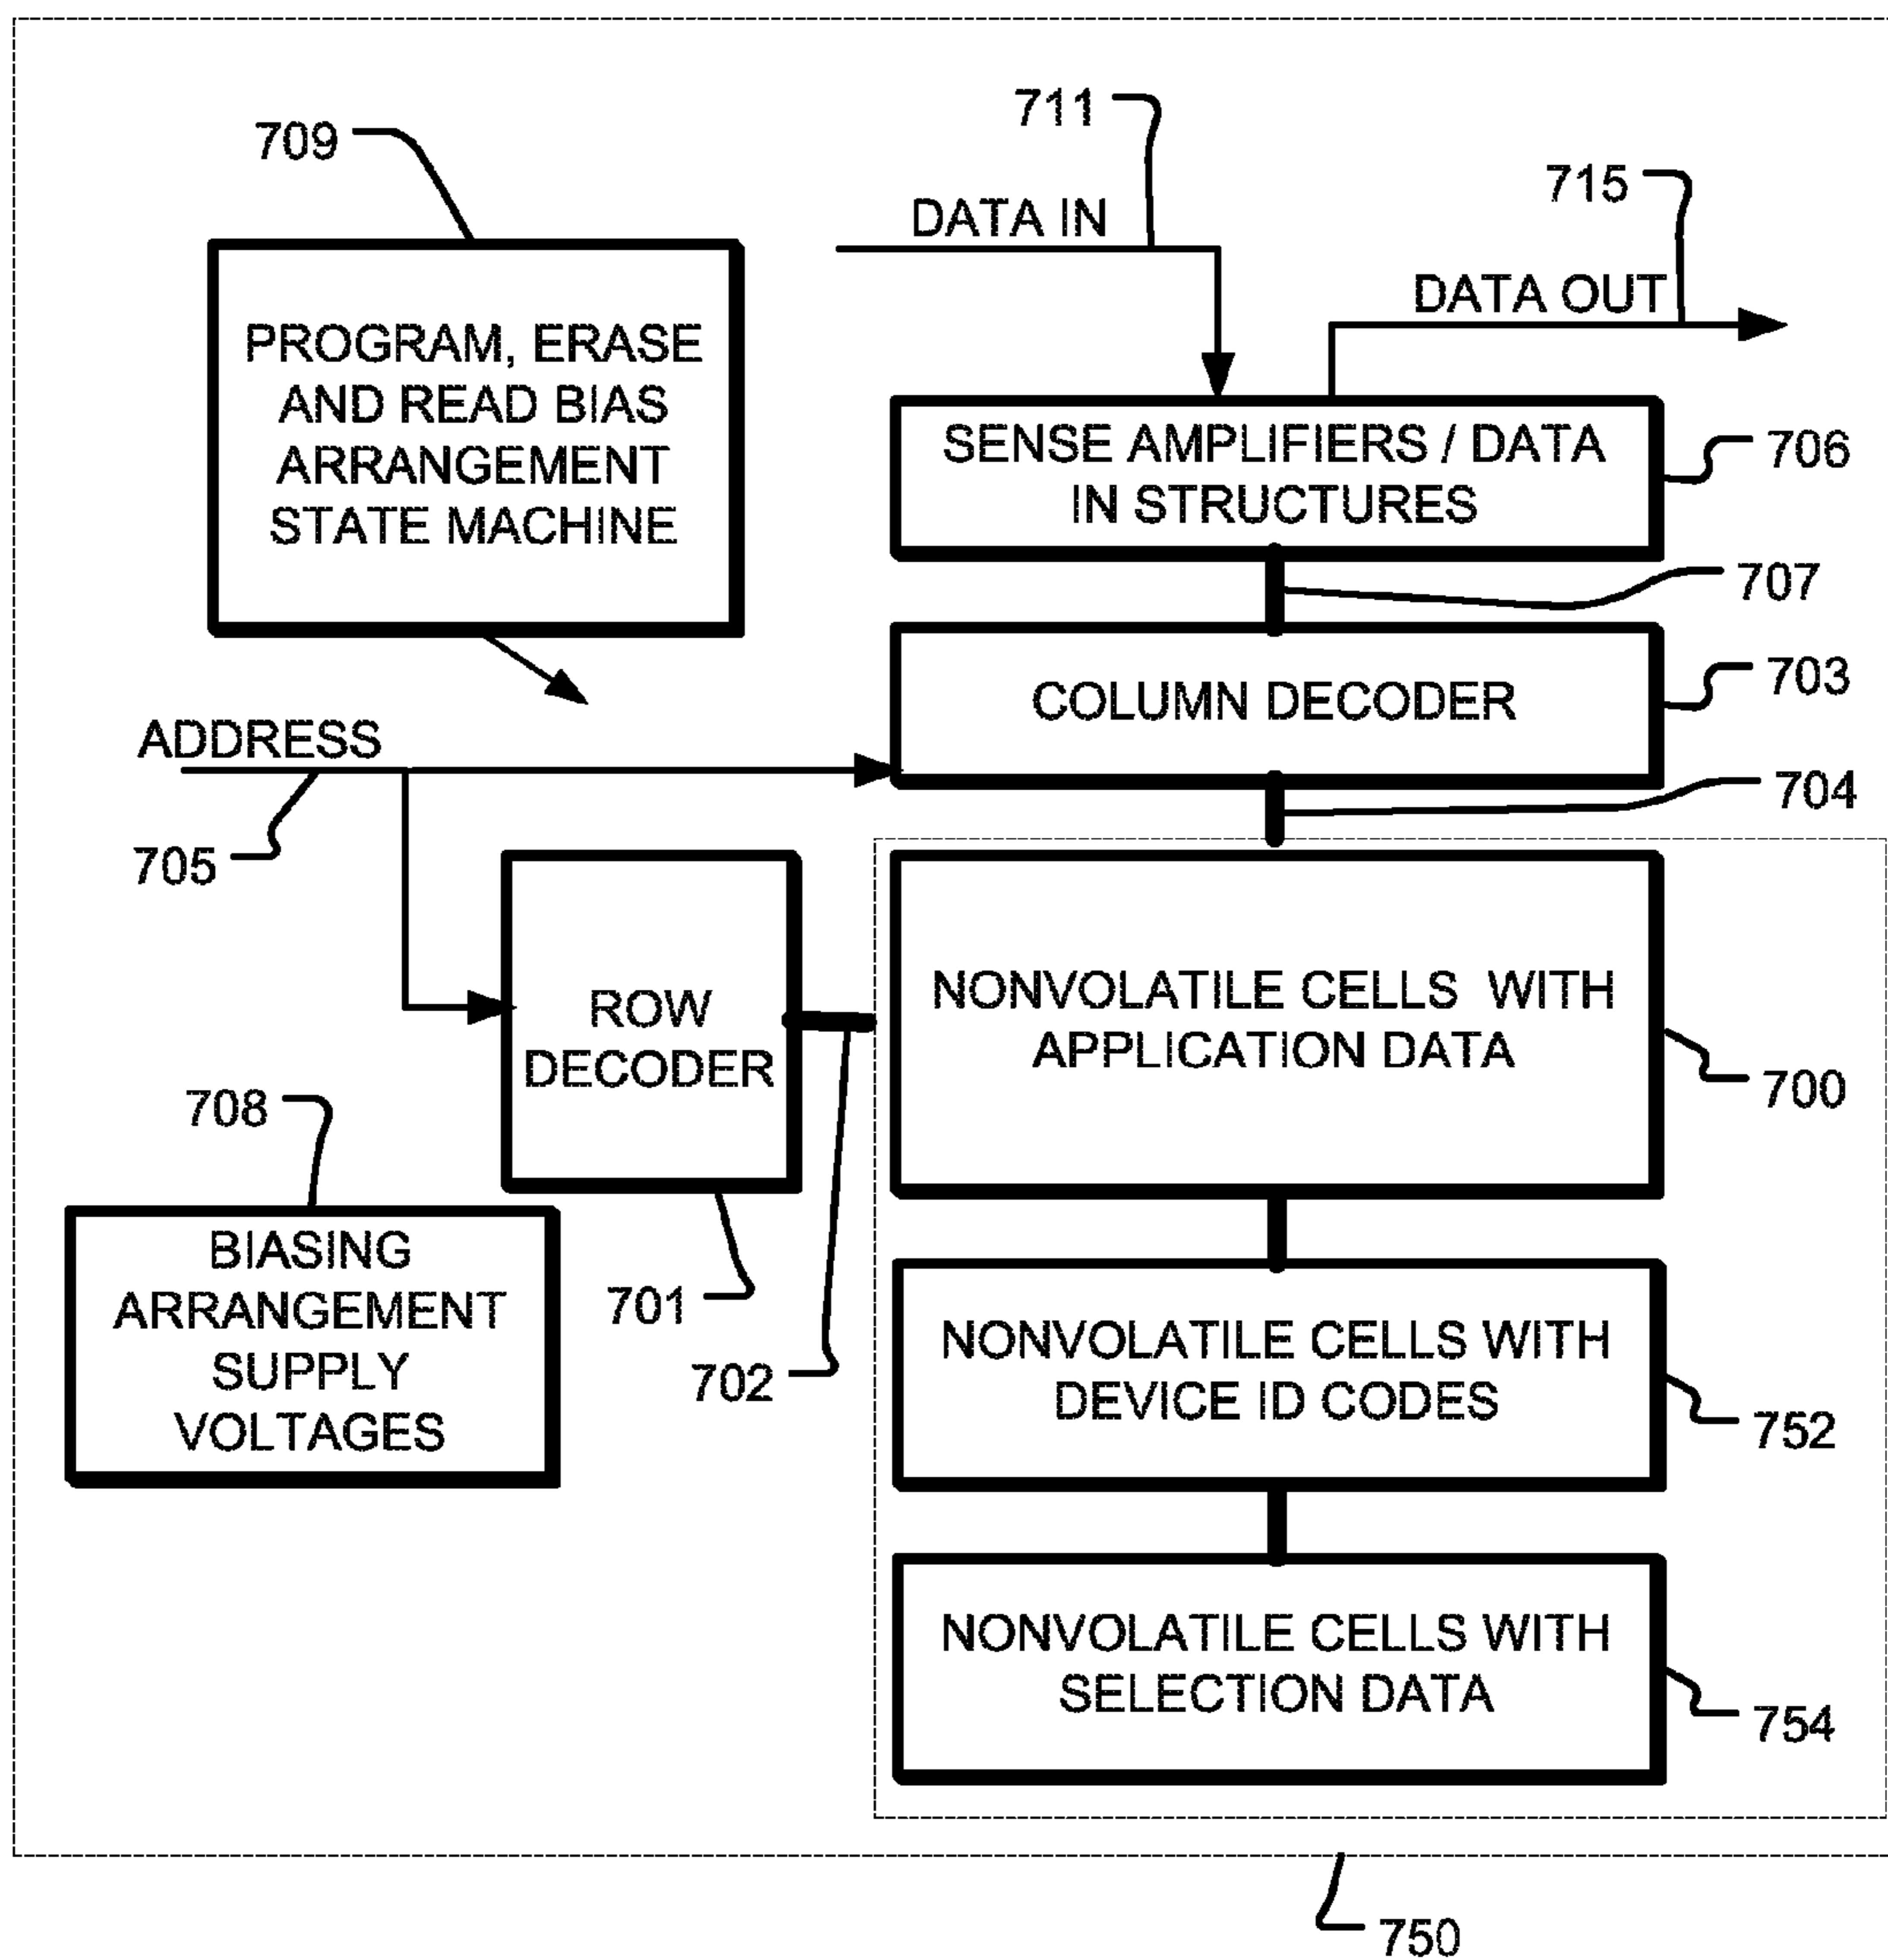 711
709
715
DATA IN
DATA OUT
PROGRAM, ERASE
AND READ BIAS
ARRANGEMENT
STATE MACHINE
SENSE AMPLIFIERS / DATA
IN STRUCTURES
706
707
COLUMN DECODER
703
ADDRESS
704
705
ROW
DECODER
NONVOLATILE CELLS WITH
APPLICATION DATA
700
708
BIASING
ARRANGEMENT
SUPPLY
VOLTAGES
701
702
NONVOLATILE CELLS WITH
DEVICE ID CODES
752
NONVOLATILE CELLS WITH
SELECTION DATA
754
750